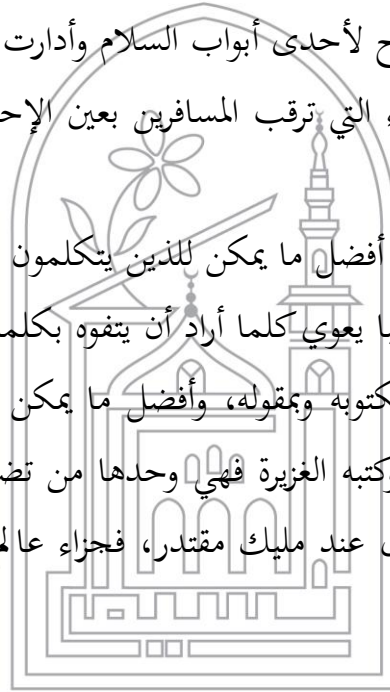 ح لأحدى أبواب السلام وأدارت
التي ترقب المسافرين بعين الإح
أفضل ما يمكن للذين يتكلمون
ا يعوي كلما أراد أن يتفوه بكلم
كتوبه وبمقوله، وأفضل ما يمكن
وكتبه الغزيرة فهي وحدها من تض
عند مليك مقتدر، فجزاء عالم